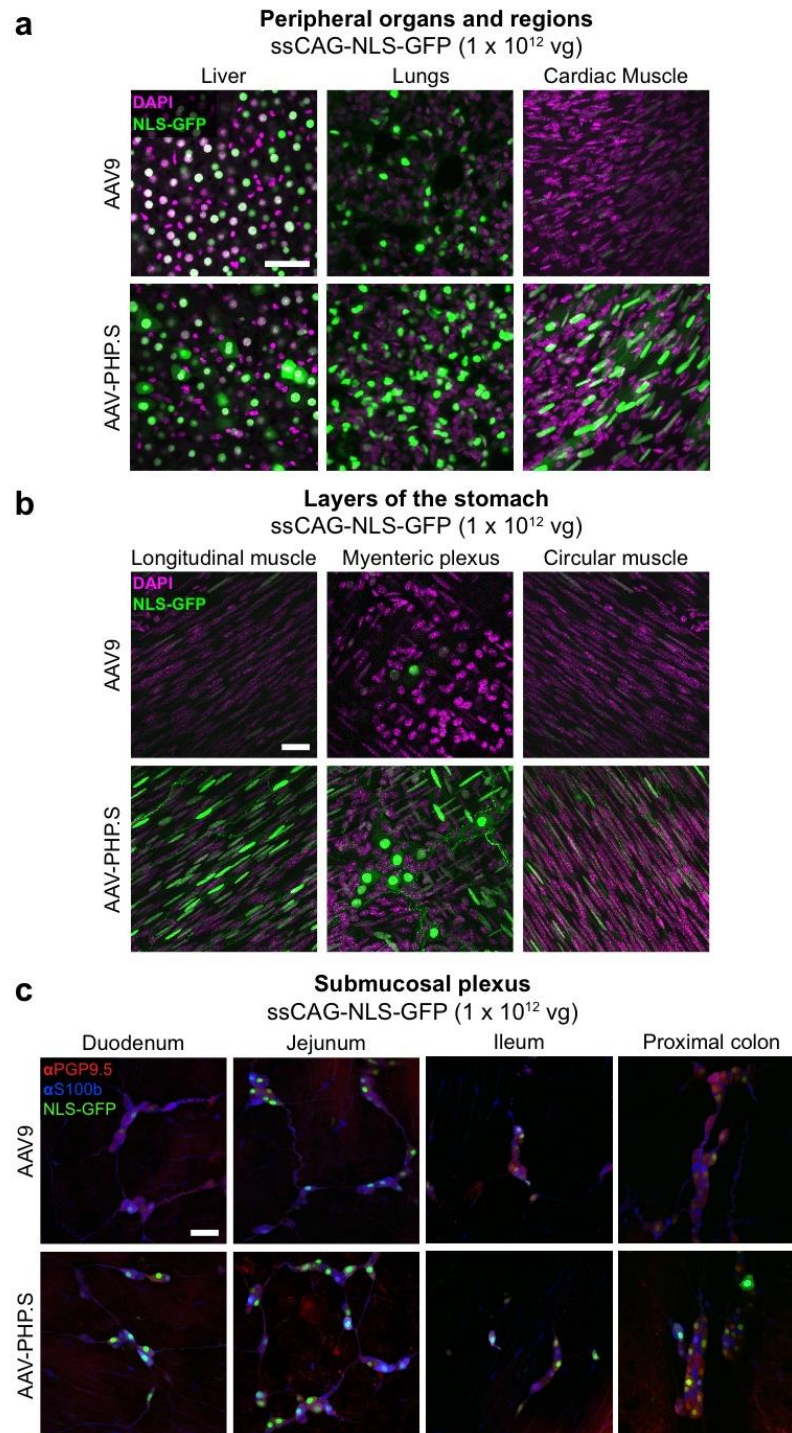 a
Peripheral organs and regions
ssCAG-NLS-GFP (1 x 10¹² vg)
Liver Lungs Cardiac Muscle
DAPI
NLS-GFP
AAV9
AAV-PHP.S
b
Layers of the stomach
ssCAG-NLS-GFP (1 x 10¹² vg)
Longitudinal muscle Myenteric plexus Circular muscle
DAPI
NLS-GFP
AAV9
AAV-PHP.S
c
Submucosal plexus
ssCAG-NLS-GFP (1 x 10¹² vg)
Duodenum Jejunum Ileum Proximal colon
αPGP9.5
αS100b
NLS-GFP
AAV9
AAV-PHP.S